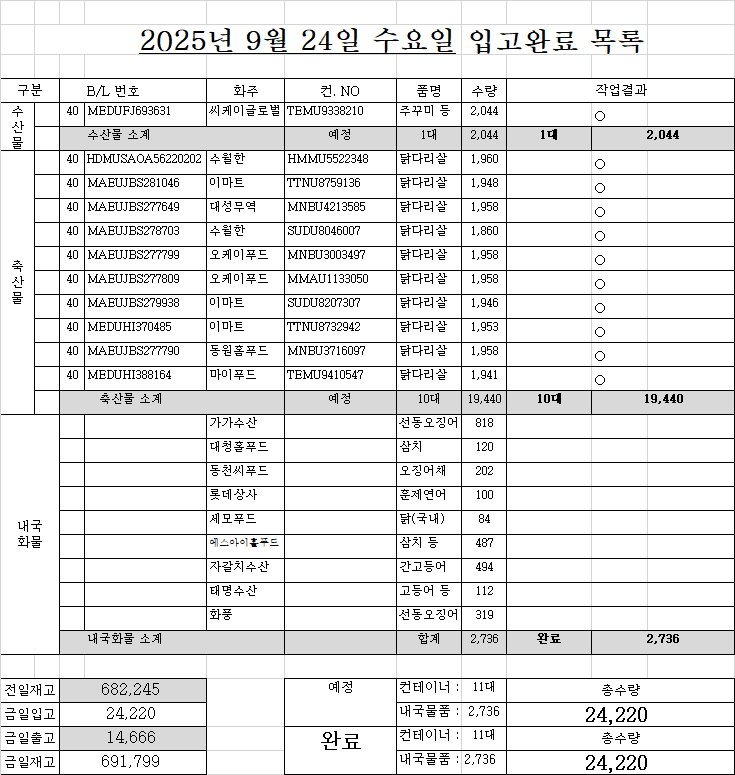 2025년 9월 24일 수요일 입고완료 목록
구분 B/L 번호 화주 컨. NO 품명 수량 작업결과
수산물
40 MEDUFJ693631 씨케이글로벌 TEMU9338210 주꾸미 등 2,044 ○
수산물 소계 예정 1대 2,044 1대 2,044
축산물
40 HDMUSAOA56220202 수월한 HMMU5522348 닭다리살 1,960 ○
40 MAEUJBS281046 이마트 TTNU8759136 닭다리살 1,948 ○
40 MAEUJBS277649 대성무역 MNBU4213585 닭다리살 1,958 ○
40 MAEUJBS278703 수월한 SUDU8046007 닭다리살 1,860 ○
40 MAEUJBS277799 오케이푸드 MNBU3003497 닭다리살 1,958 ○
40 MAEUJBS277809 오케이푸드 MMAU1133050 닭다리살 1,958 ○
40 MAEUJBS279938 이마트 SUDU8207307 닭다리살 1,946 ○
40 MEDUHI370485 이마트 TTNU8732942 닭다리살 1,953 ○
40 MAEUJBS277790 동원홈푸드 MNBU3716097 닭다리살 1,958 ○
40 MEDUHI388164 마이푸드 TEMU9410547 닭다리살 1,941 ○
축산물 소계 예정 10대 19,440 10대 19,440
내국화물
가가수산 선동오징어 818
대청홀푸드 삼치 120
동천씨푸드 오징어채 202
롯데상사 훈제연어 100
세모푸드 닭(국내) 84
에스아이홀푸드 삼치 등 487
자갈치수산 간고등어 494
태명수산 고등어 등 112
화풍 선동오징어 319
내국화물 소계 합계 2,736 완료 2,736
전일재고 682,245 예정 컨테이너 : 11대 총수량
금일입고 24,220 내국물품 : 2,736 24,220
금일출고 14,666 완료 컨테이너 : 11대 총수량
금일재고 691,799 내국물품 : 2,736 24,220